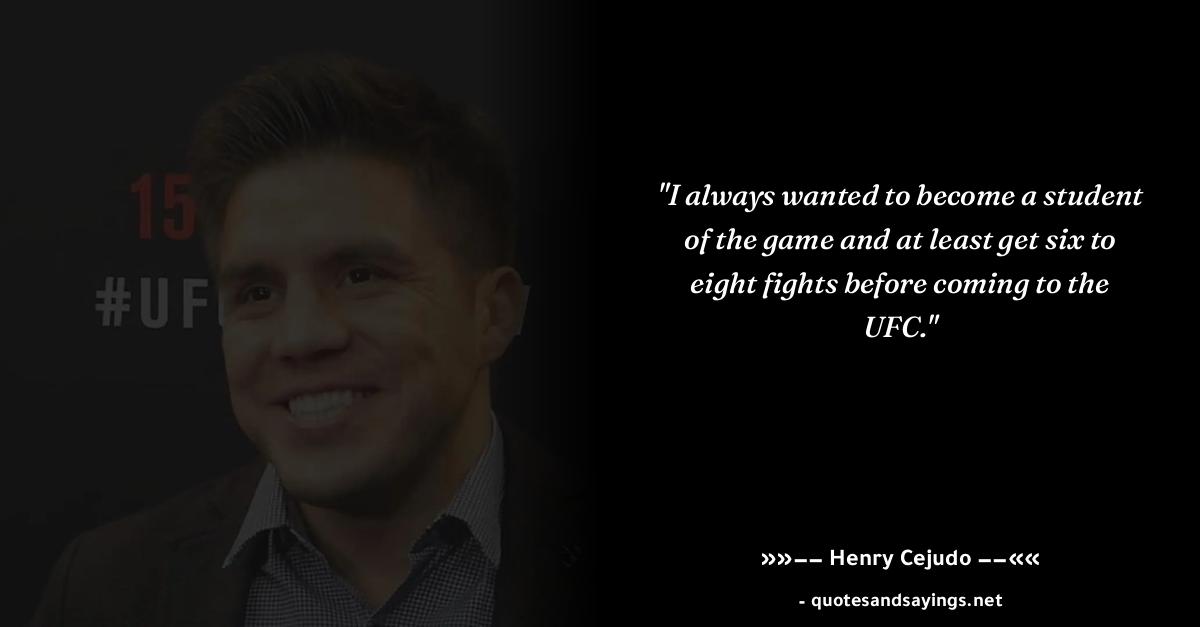 15
#UF
"I always wanted to become a student
of the game and at least get six to
eight fights before coming to the
UFC."
»»–– Henry Cejudo ––««
- quotesandsayings.net